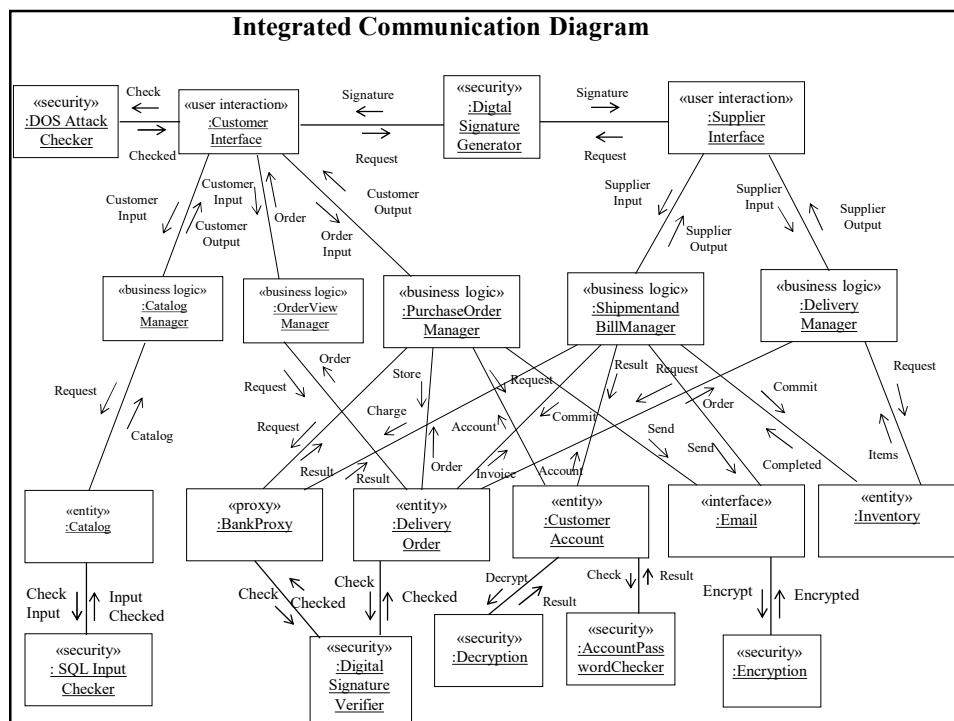 Integrated Communication Diagram
«security»
:DOS Attack
Checker
Check
Checked
«user interaction»
:Customer
Interface
Signature
Request
«security»
:Digtal
Signature
Generator
Signature
Request
«user interaction»
:Supplier
Interface
Customer
Input
Customer
Input
Customer
Output
Order
Order
Input
Customer
Output
Supplier
Input
Supplier
Output
Supplier
Input
Supplier
Output
«business logic»
:Catalog
Manager
«business logic»
:OrderView
Manager
«business logic»
:PurchaseOrder
Manager
«business logic»
:Shipmentand
BillManager
«business logic»
:Delivery
Manager
Request
Catalog
Request
Order
Store
Charge
Request
Result
Result
Order
Account
Request
Commit
Invoice
Account
Result
Request
Order
Send
Send
Commit
Completed
Request
Items
«entity»
:Catalog
«proxy»
:BankProxy
«entity»
:Delivery
Order
«entity»
:Customer
Account
«interface»
:Email
«entity»
:Inventory
Check
Input
Input
Checked
Check
Checked
Check
Checked
Decrypt
Result
Check
Result
Encrypt
Encrypted
«security»
: SQL Input
Checker
«security»
:Digital
Signature
Verifier
«security»
:Decryption
«security»
:AccountPas
wordChecker
«security»
:Encryption